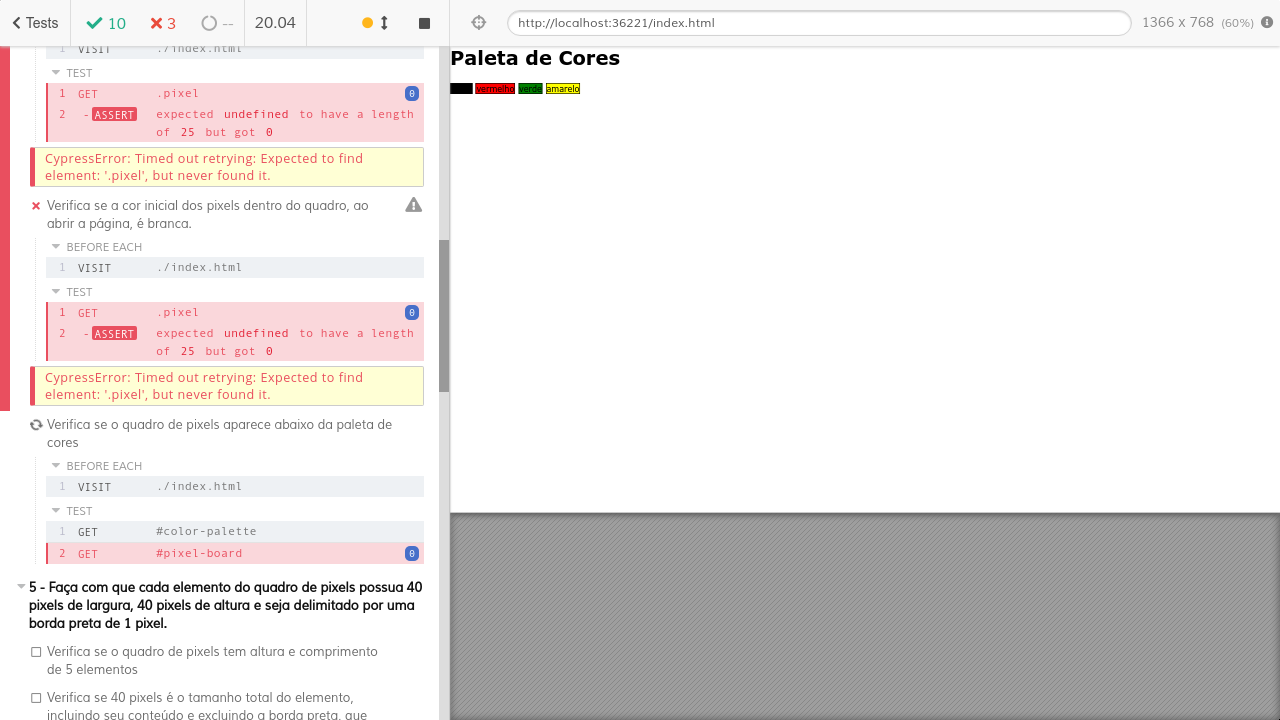 Tests
10
3
--
20.04
http://localhost:36221/index.html
1366 x 768 (60%)
1 VISIT ./index.html
TEST
1 GET .pixel 0
2 -ASSERT expected undefined to have a length
of 25 but got 0
CypressError: Timed out retrying: Expected to find
element: '.pixel', but never found it.
Verifica se a cor inicial dos pixels dentro do quadro, ao
abrir a página, é branca.
BEFORE EACH
1 VISIT ./index.html
TEST
1 GET .pixel 0
2 -ASSERT expected undefined to have a length
of 25 but got 0
CypressError: Timed out retrying: Expected to find
element: '.pixel', but never found it.
Verifica se o quadro de pixels aparece abaixo da paleta de
cores
BEFORE EACH
1 VISIT ./index.html
TEST
1 GET #color-palette
2 GET #pixel-board 0
5 - Faça com que cada elemento do quadro de pixels possua 40
pixels de largura, 40 pixels de altura e seja delimitado por uma
borda preta de 1 pixel.
Verifica se o quadro de pixels tem altura e comprimento
de 5 elementos
Verifica se 40 pixels é o tamanho total do elemento,
incluindo seu conteúdo e excluindo a borda preta, que
Paleta de Cores
vermelho verde amarelo